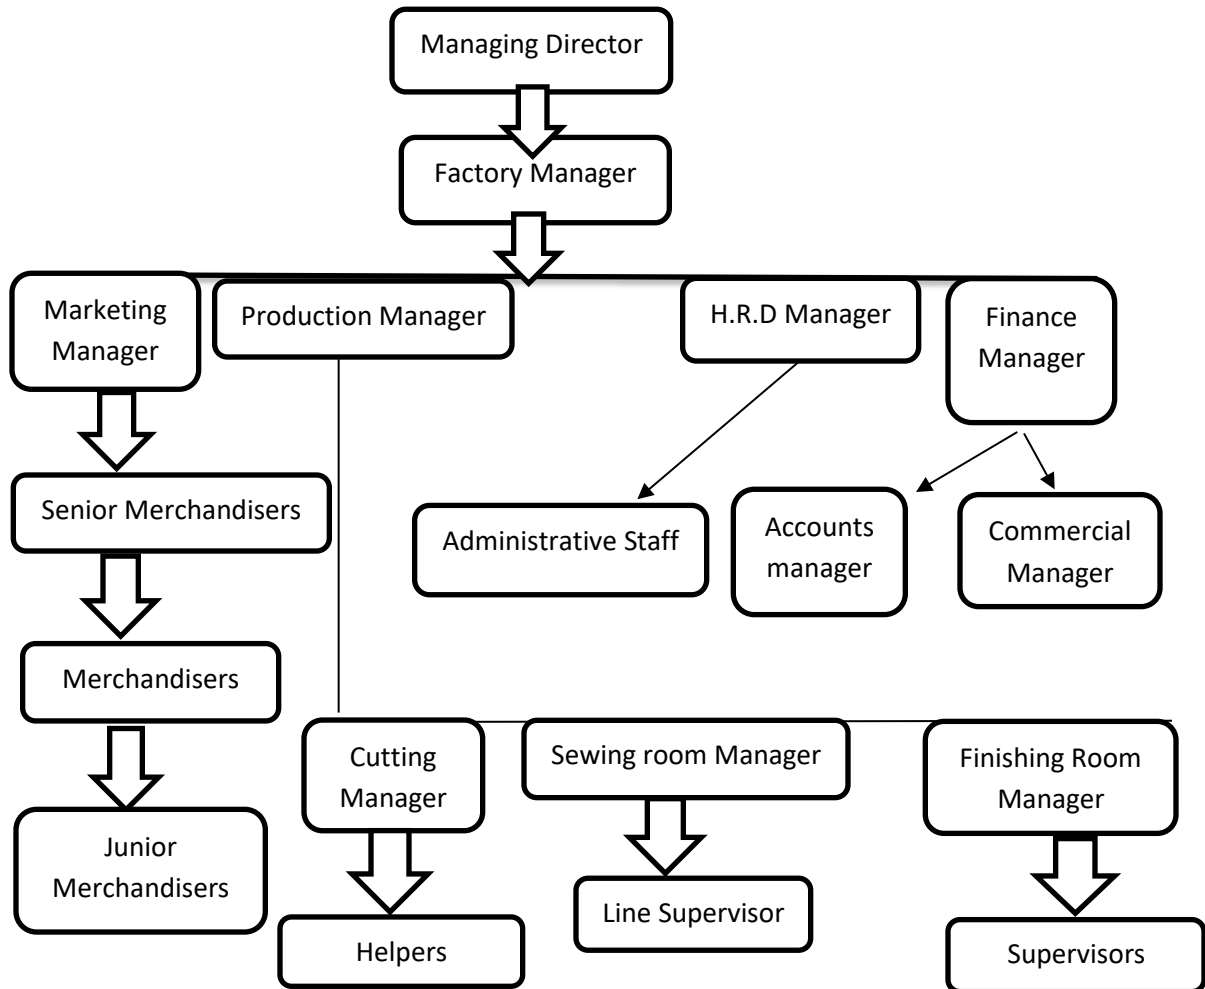 Managing Director
Factory Manager
Marketing
Manager
Production Manager
H.R.D Manager
Finance
Manager
Senior Merchandisers
Administrative Staff
Accounts
manager
Commercial
Manager
Merchandisers
Cutting
Manager
Sewing room Manager
Finishing Room
Manager
Junior
Merchandisers
Helpers
Line Supervisor
Supervisors